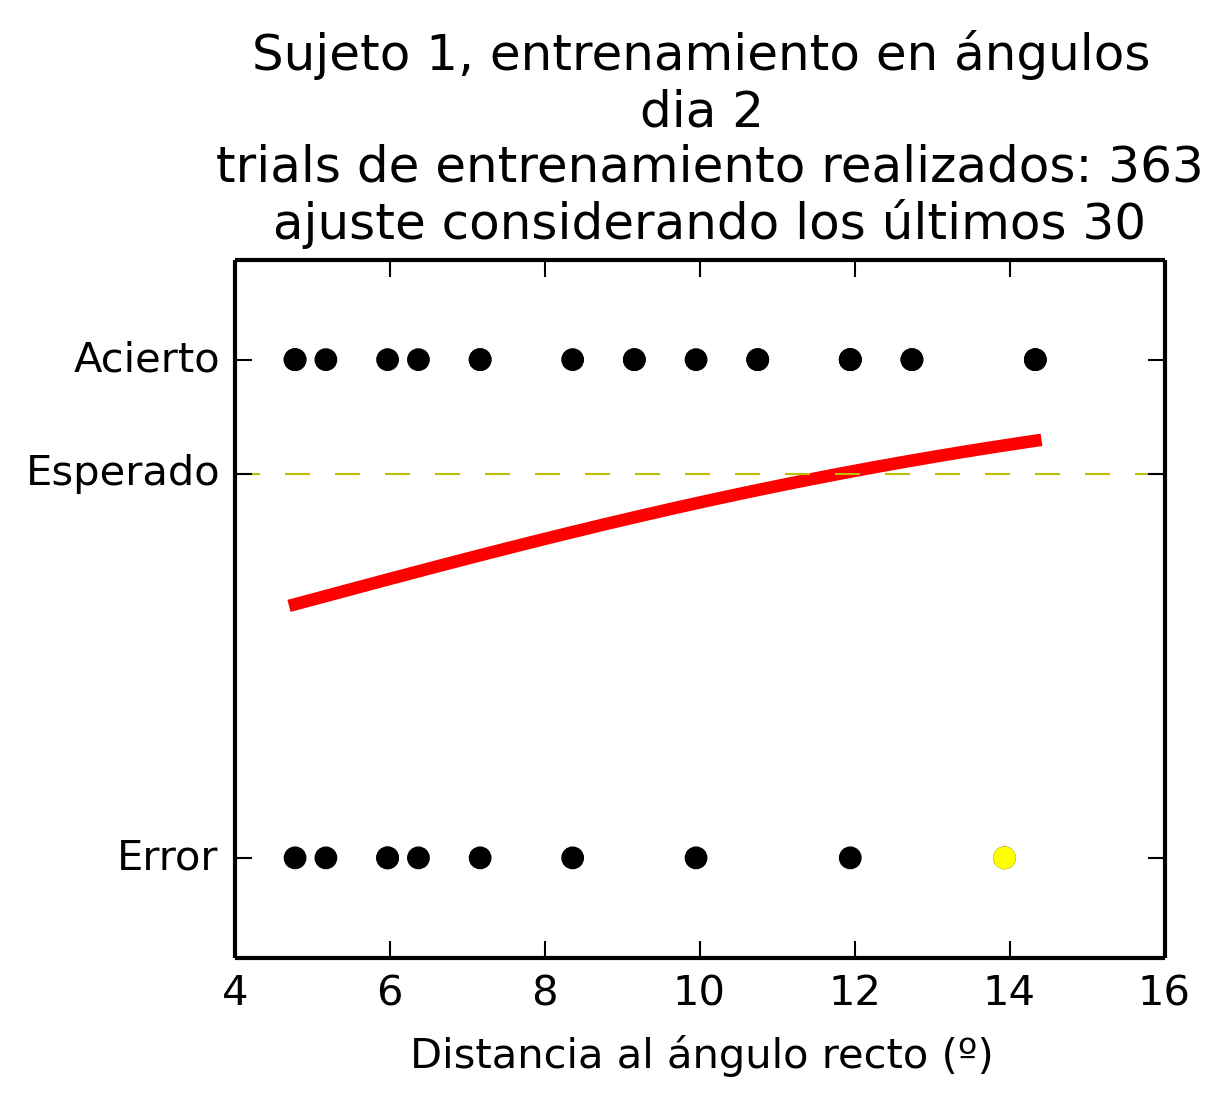 Sujeto 1, entrenamiento en ángulos
dia 2
trials de entrenamiento realizados: 363
ajuste considerando los últimos 30
Acierto
Esperado
Error
4 6 8 10 12 14 16
Distancia al ángulo recto (º)